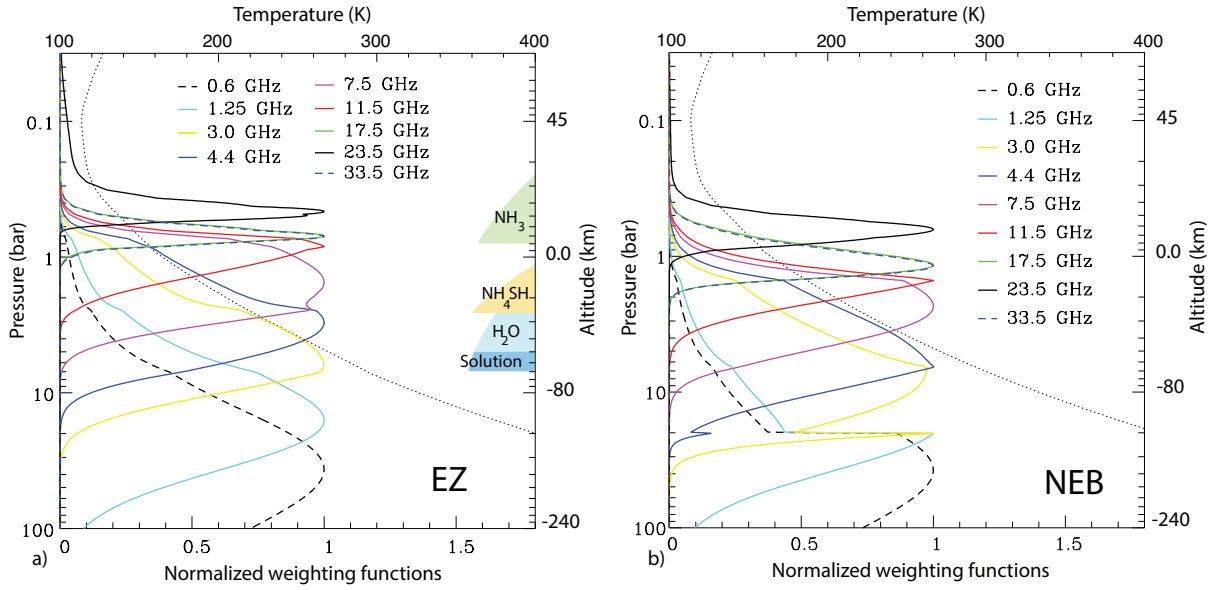 Temperature (K)
100 200 300 400
0.6 GHz
1.25 GHz
3.0 GHz
4.4 GHz
7.5 GHz
11.5 GHz
17.5 GHz
23.5 GHz
33.5 GHz
Pressure (bar)
0.1
1
10
100
NH3
NH4SH
H2O
Solution
45
0.0
-80
-240
Altitude (km)
EZ
0 0.5 1 1.5
a)
Normalized weighting functions
Temperature (K)
100 200 300 400
0.6 GHz
1.25 GHz
3.0 GHz
4.4 GHz
7.5 GHz
11.5 GHz
17.5 GHz
23.5 GHz
33.5 GHz
Pressure (bar)
0.1
1
10
100
45
0.0
-80
-240
Altitude (km)
NEB
0 0.5 1 1.5
b)
Normalized weighting functions